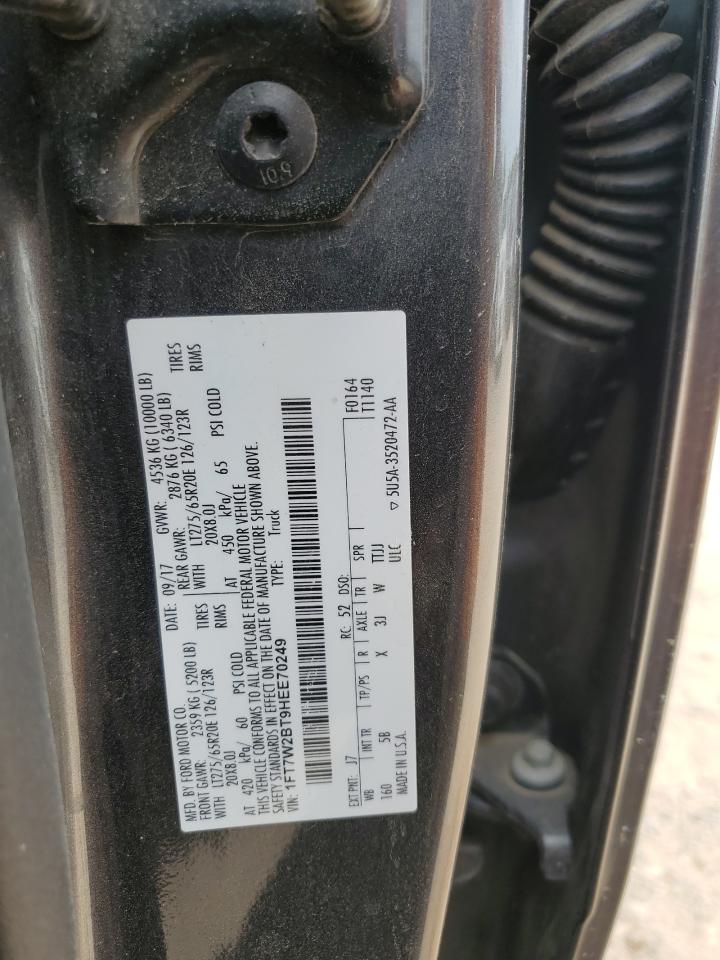 MFD. BY FORD MOTOR CO.
DATE: 09/17 GVWR: 4536 KG (10000 LB)
FRONT GAWR: 2359 KG ( 5200 LB) REAR GAWR: 2876 KG ( 6340 LB)
WITH LT275/65R20E 126/123R TIRES WITH LT275/65R20E 126/123R TIRES
20X8.0J RIMS 20X8.0J RIMS
AT 420 kPa/ 60 PSI COLD AT 450 kPa/ 65 PSI COLD
THIS VEHICLE CONFORMS TO ALL APPLICABLE FEDERAL MOTOR VEHICLE
SAFETY STANDARDS IN EFFECT ON THE DATE OF MANUFACTURE SHOWN ABOVE.
VIN: 1FT7W2BT9HEE70249 TYPE: Truck
F0164
T1140
EXT PNT: J7 RC: 52 DSO:
WB INT TR TP/PS R AXLE TR SPR
160 5B X 3J W TTJJ
MADE IN U.S.A. ULC ▽ 5U5A-3520472-AA
5 01